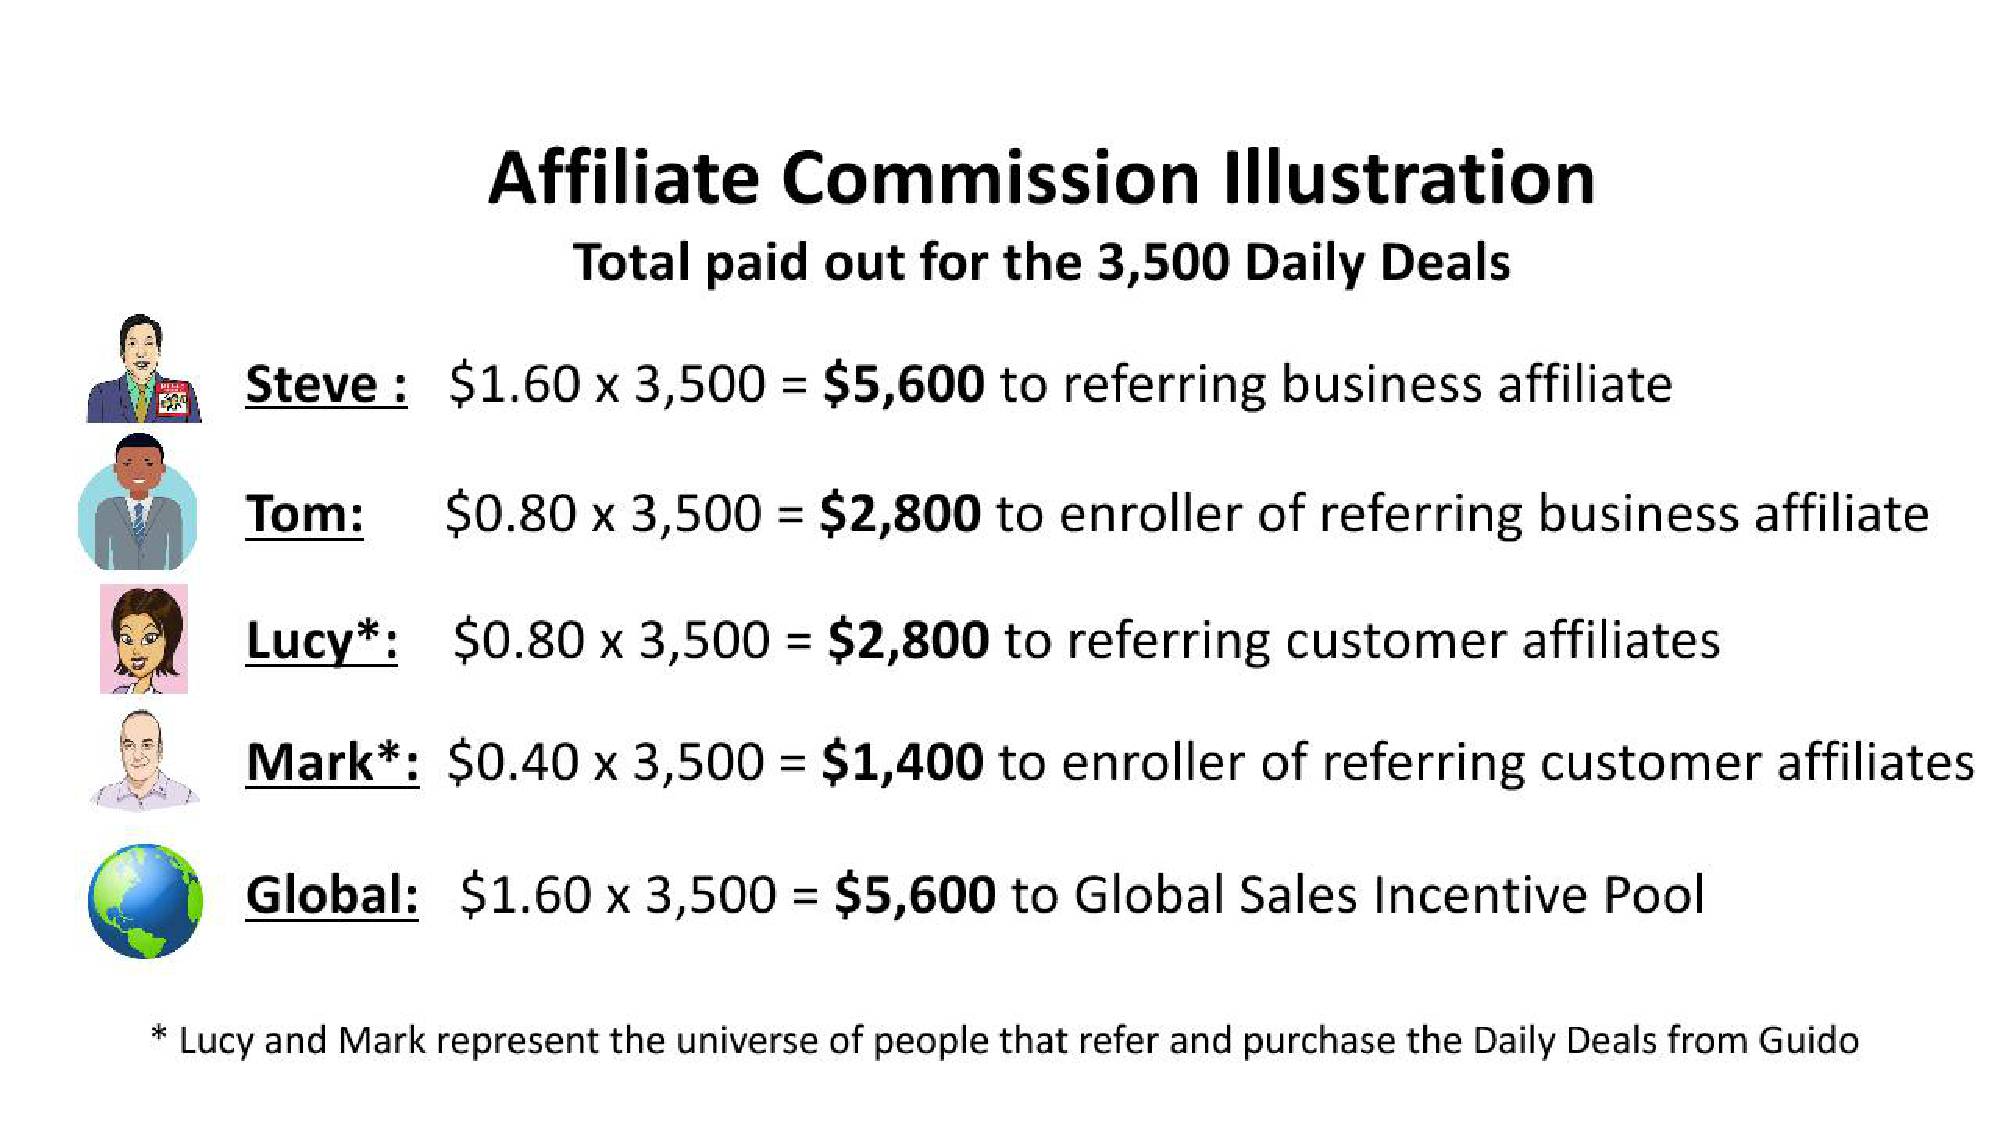 Affiliate Commission Illustration
Total paid out for the 3,500 Daily Deals
Steve : $1.60 x 3,500 = $5,600 to referring business affiliate
Tom: $0.80 x 3,500 = $2,800 to enroller of referring business affiliate
Lucy*: $0.80 x 3,500 = $2,800 to referring customer affiliates
Mark*: $0.40 x 3,500 = $1,400 to enroller of referring customer affiliates
Global: $1.60 x 3,500 = $5,600 to Global Sales Incentive Pool
* Lucy and Mark represent the universe of people that refer and purchase the Daily Deals from Guido